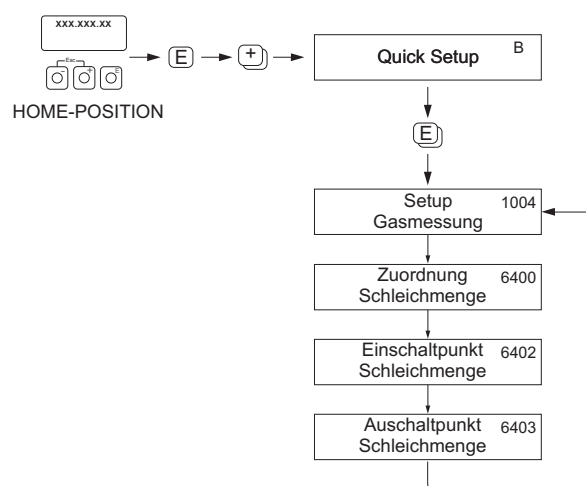 xxx.xxx.xx
Esc
- + E
HOME-POSITION
E
+
Quick Setup B
E
Setup 1004
Gasmessung
Zuordnung 6400
Schleichmenge
Einschaltpunkt 6402
Schleichmenge
Auschaltpunkt 6403
Schleichmenge